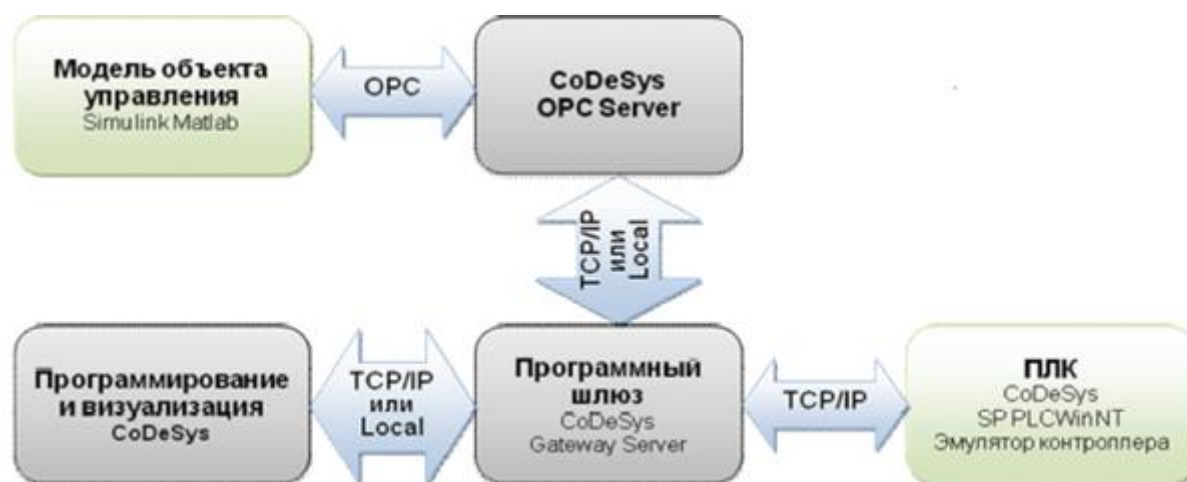 Модель объекта
управления
Simulink Matlab
OPC
CoDeSys
OPC Server
TCP/IP
или
Local
Программирование
и визуализация
CoDeSys
TCP/IP
или
Local
Программный
шлюз
CoDeSys
Gateway Server
TCP/IP
ПЛК
CoDeSys
SP PLCWinNT
Эмулятор контроллера